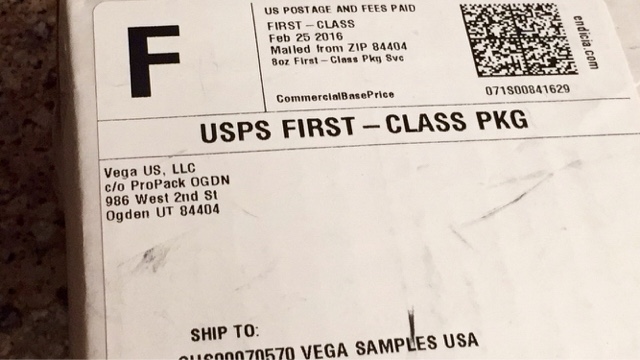 F
US POSTAGE AND FEES PAID
FIRST-CLASS
Feb 25 2016
Mailed from ZIP 84404
8oz First-Class Pkg Svc
CommercialBasePrice
endicia.com
071S00841629
USPS FIRST-CLASS PKG
Vega US, LLC
c/o ProPack OGDN
986 West 2nd St
Ogden UT 84404
SHIP TO:
VEGA SAMPLES USA